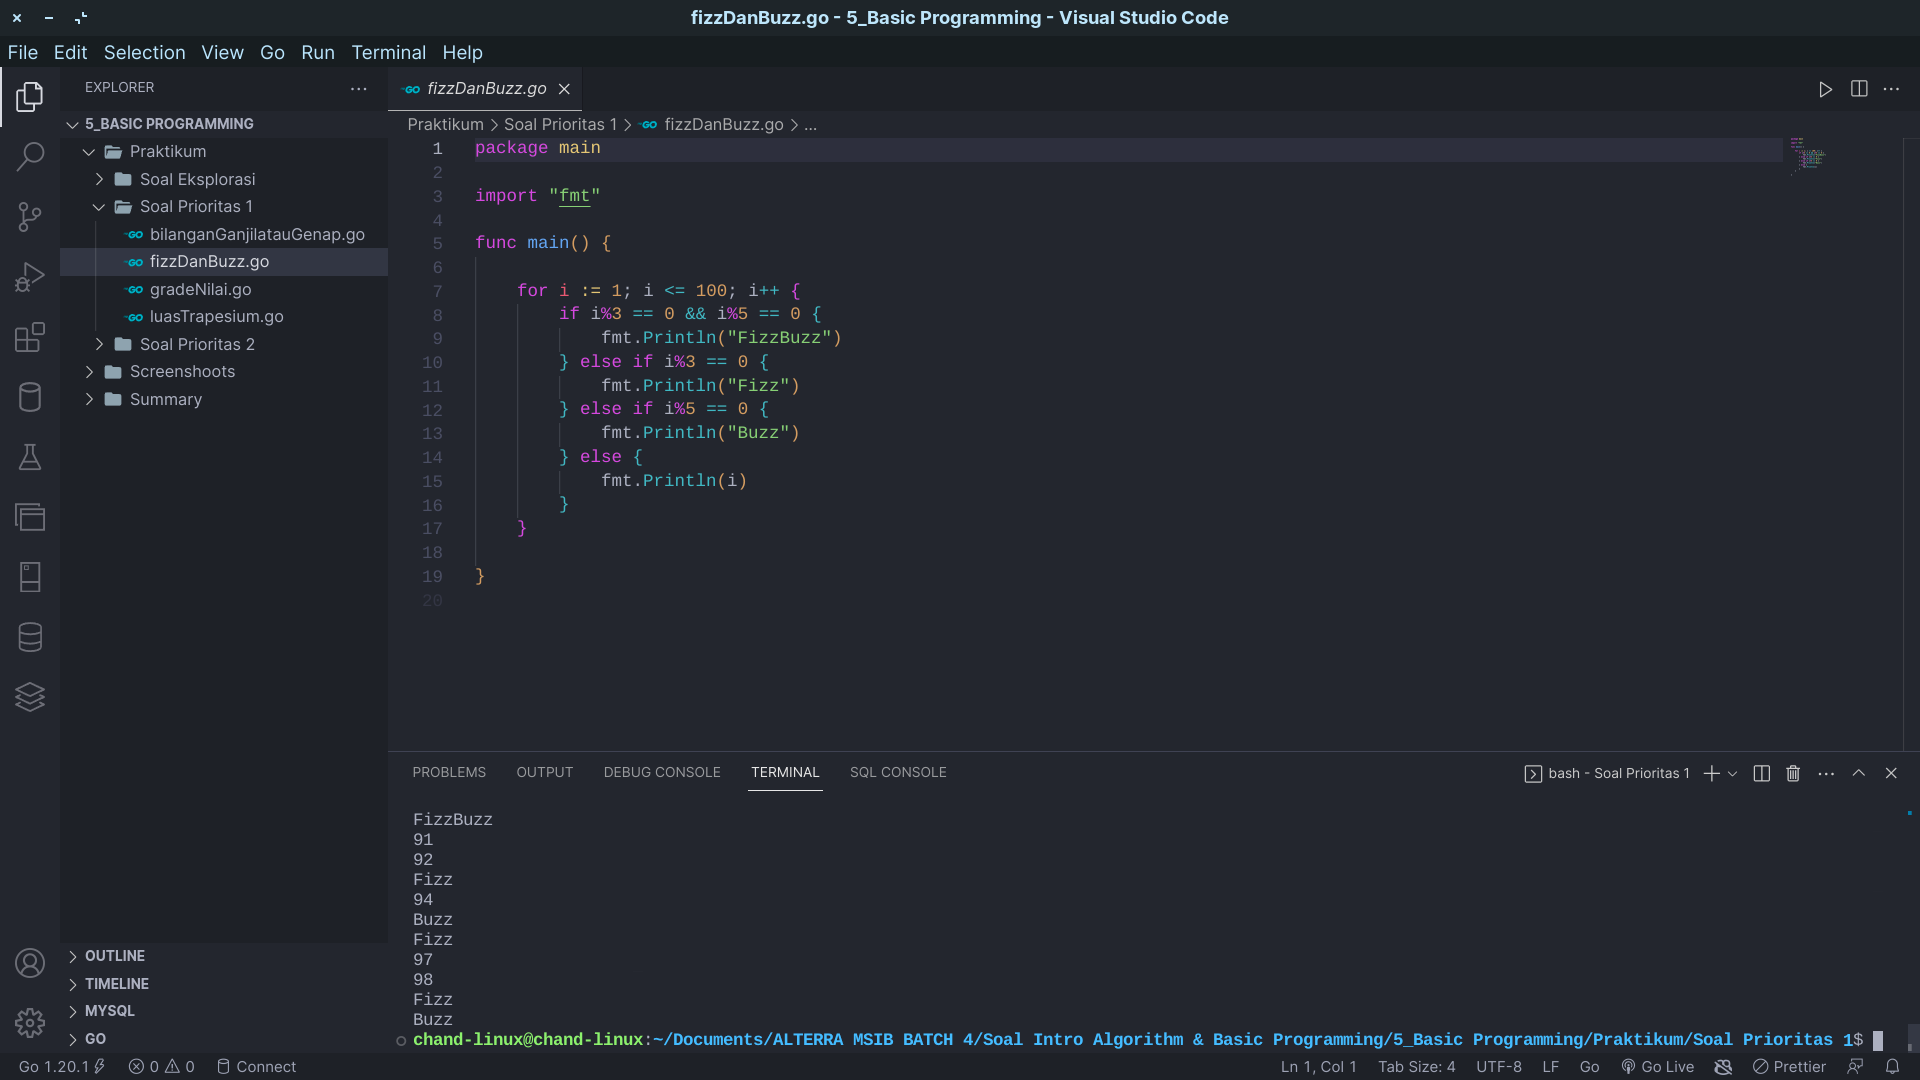 fizzDanBuzz.go - 5_Basic Programming - Visual Studio Code
File Edit Selection View Go Run Terminal Help
EXPLORER
5_BASIC PROGRAMMING
Praktikum
Soal Eksplorasi
Soal Prioritas 1
bilanganGanjilatauGenap.go
fizzDanBuzz.go
gradeNilai.go
luasTrapesium.go
Soal Prioritas 2
Screenshoots
Summary
OUTLINE
TIMELINE
MYSQL
GO
GO fizzDanBuzz.go
Praktikum > Soal Prioritas 1 > GO fizzDanBuzz.go > ...
1 package main
2
3 import "fmt"
4
5 func main() {
6
7     for i := 1; i <= 100; i++ {
8         if i%3 == 0 && i%5 == 0 {
9             fmt.Println("FizzBuzz")
10         } else if i%3 == 0 {
11             fmt.Println("Fizz")
12         } else if i%5 == 0 {
13             fmt.Println("Buzz")
14         } else {
15             fmt.Println(i)
16         }
17     }
18
19 }
20
PROBLEMS OUTPUT DEBUG CONSOLE TERMINAL SQL CONSOLE
bash - Soal Prioritas 1
FizzBuzz
91
92
Fizz
94
Buzz
Fizz
97
98
Fizz
Buzz
chand-linux@chand-linux:~/Documents/ALTERRA MSIB BATCH 4/Soal Intro Algorithm & Basic Programming/5_Basic Programming/Praktikum/Soal Prioritas 1$
Go 1.20.1 0 0 Connect Ln 1, Col 1 Tab Size: 4 UTF-8 LF Go Go Live Prettier